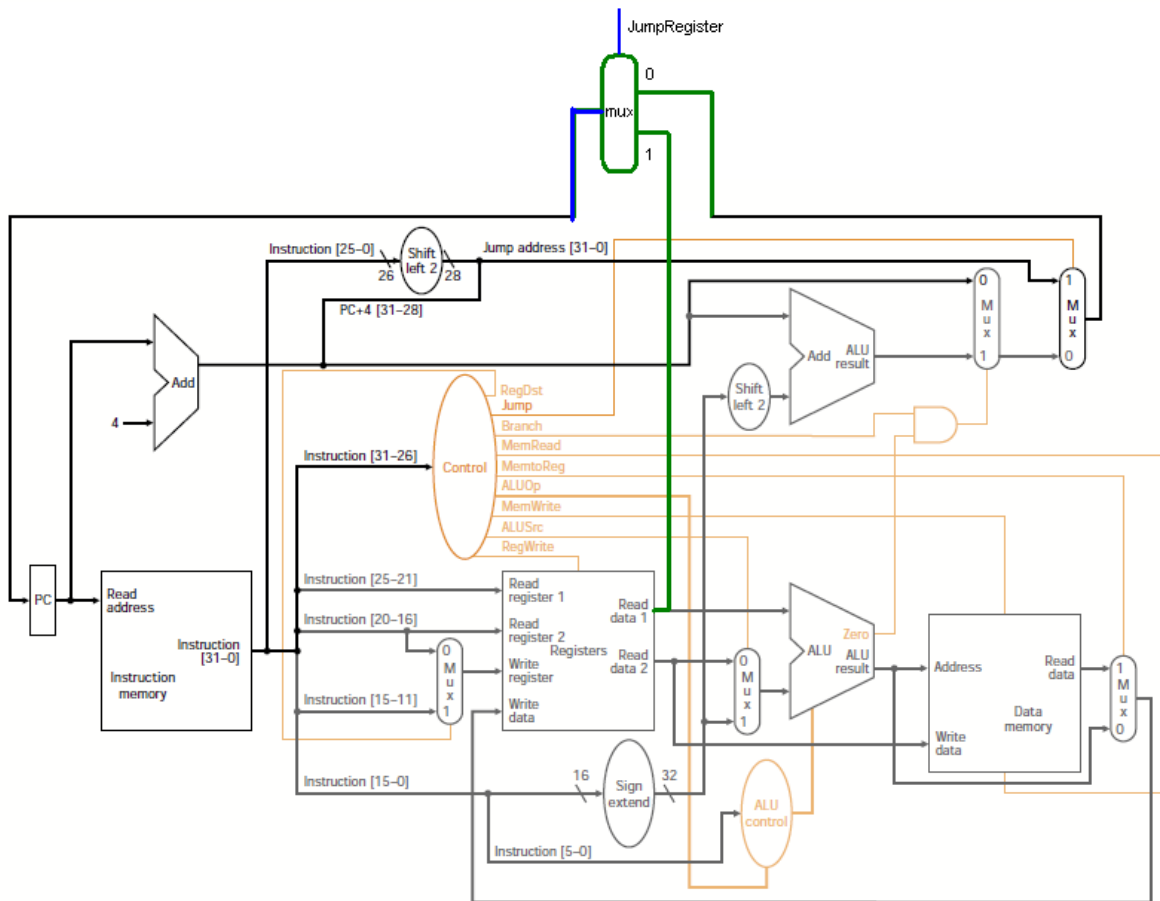 JumpRegister
0
mux
1
Instruction [25–0]
26
Shift
left 2
28
Jump address [31–0]
PC+4 [31–28]
0
M
u
x
1
1
M
u
x
0
Add
4
Add
ALU
result
Shift
left 2
RegDst
Jump
Branch
MemRead
MemtoReg
ALUOp
MemWrite
ALUSrc
RegWrite
Control
Instruction [31–26]
PC
Read
address
Instruction
[31–0]
Instruction
memory
Instruction [25–21]
Instruction [20–16]
Instruction [15–11]
0
M
u
x
1
Read
register 1
Read
register 2
Write
register
Write
data
Registers
Read
data 1
Read
data 2
0
M
u
x
1
Zero
ALU
ALU
result
Address
Write
data
Read
data
Data
memory
1
M
u
x
0
Instruction [15–0]
16
Sign
extend
32
ALU
control
Instruction [5–0]